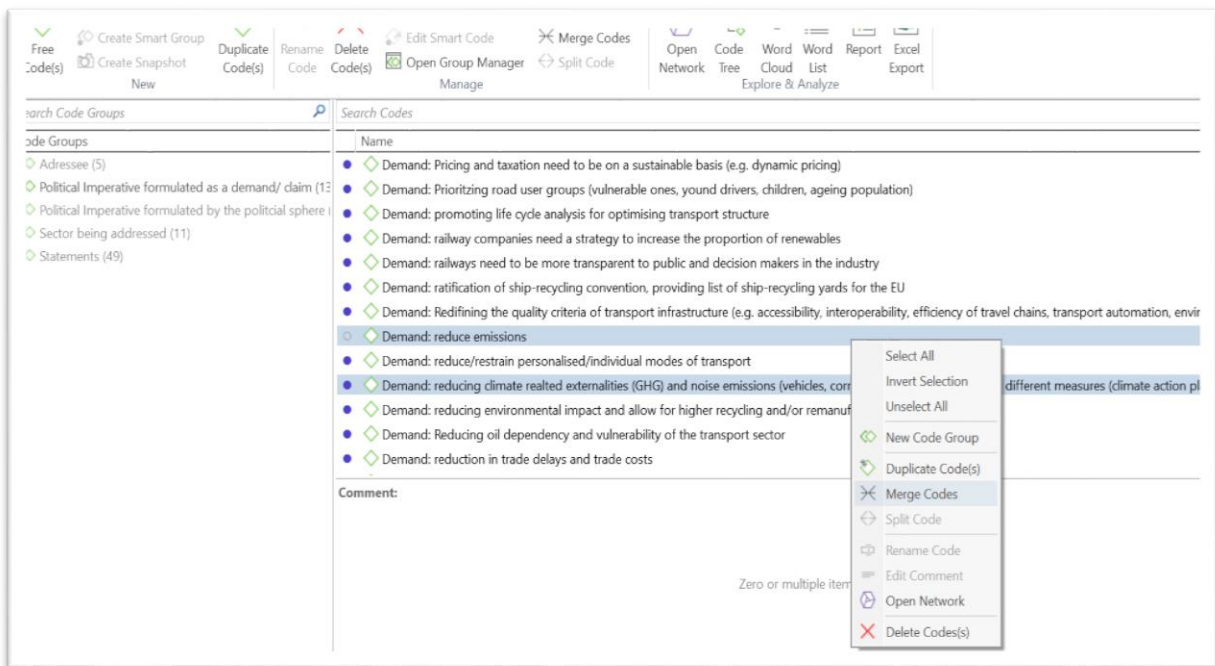 Free
Code(s)
Create Smart Group
Create Snapshot
Duplicate
Code(s)
New
Rename
Code
Delete
Code(s)
Edit Smart Code
Open Group Manager
Merge Codes
Split Code
Manage
Open
Network
Code
Tree
Word
Cloud
Word
List
Report
Excel
Export
Explore & Analyze
earch Code Groups
Search Codes
ode Groups
Adressee (5)
Political Imperative formulated as a demand/ claim (13
Political Imperative formulated by the politcial sphere
Sector being addressed (11)
Statements (49)
Name
Demand: Pricing and taxation need to be on a sustainable basis (e.g. dynamic pricing)
Demand: Prioritzing road user groups (vulnerable ones, yound drivers, children, ageing population)
Demand: promoting life cycle analysis for optimising transport structure
Demand: railway companies need a strategy to increase the proportion of renewables
Demand: railways need to be more transparent to public and decision makers in the industry
Demand: ratification of ship-recycling convention, providing list of ship-recycling yards for the EU
Demand: Redifining the quality criteria of transport infrastructure (e.g. accessibility, interoperability, efficiency of travel chains, transport automation, envir
Demand: reduce emissions
Demand: reduce/restrain personalised/individual modes of transport
Demand: reducing climate realted externalities (GHG) and noise emissions (vehicles, corr different measures (climate action pl
Demand: reducing environmental impact and allow for higher recycling and/or remanuf
Demand: Reducing oil dependency and vulnerability of the transport sector
Demand: reduction in trade delays and trade costs
Comment:
Zero or multiple item
Select All
Invert Selection
Unselect All
New Code Group
Duplicate Code(s)
Merge Codes
Split Code
Rename Code
Edit Comment
Open Network
Delete Codes(s)